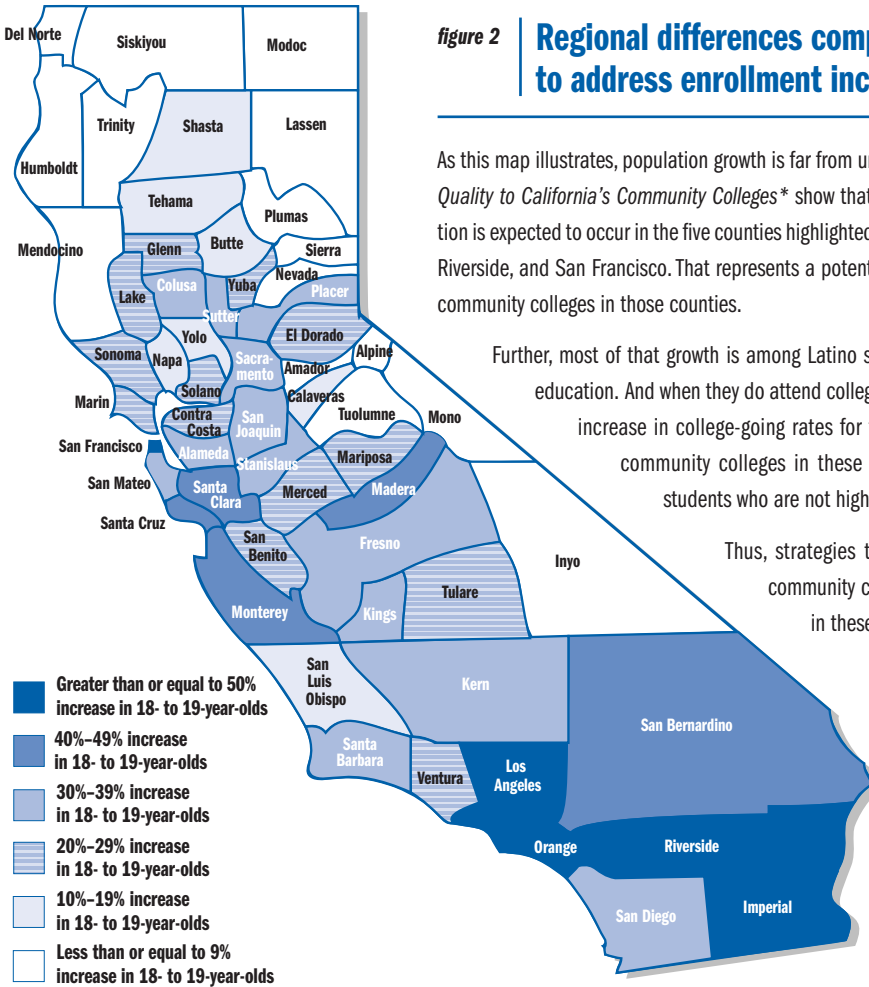 figure 2
Regional differences comp
to address enrollment inc
As this map illustrates, population growth is far from u
Quality to California's Community Colleges* show that
tion is expected to occur in the five counties highlighted
Riverside, and San Francisco. That represents a potent
community colleges in those counties.
Further, most of that growth is among Latino s
education. And when they do attend colleg
increase in college-going rates for
community colleges in these
students who are not high
Thus, strategies t
community c
in these
Del Norte
Siskiyou
Modoc
Trinity
Shasta
Lassen
Humboldt
Tehama
Plumas
Mendocino
Glenn
Butte
Sierra
Nevada
Lake
Colusa
Yuba
Placer
Sutter
El Dorado
Sonoma
Yolo
Napa
Sacra-
mento
Alpine
Amador
Solano
Marin
Calaveras
Contra
Costa
San
Joaquin
Tuolumne
Mono
San Francisco
Alameda
Stanislaus
Mariposa
San Mateo
Santa
Clara
Merced
Madera
Santa Cruz
San
Benito
Fresno
Inyo
Tulare
Monterey
Kings
San
Luis
Obispo
Kern
San Bernardino
Santa
Barbara
Ventura
Los
Angeles
Orange
Riverside
San Diego
Imperial
Greater than or equal to 50%
increase in 18- to 19-year-olds
40%–49% increase
in 18- to 19-year-olds
30%–39% increase
in 18- to 19-year-olds
20%–29% increase
in 18- to 19-year-olds
10%–19% increase
in 18- to 19-year-olds
Less than or equal to 9%
increase in 18- to 19-year-olds